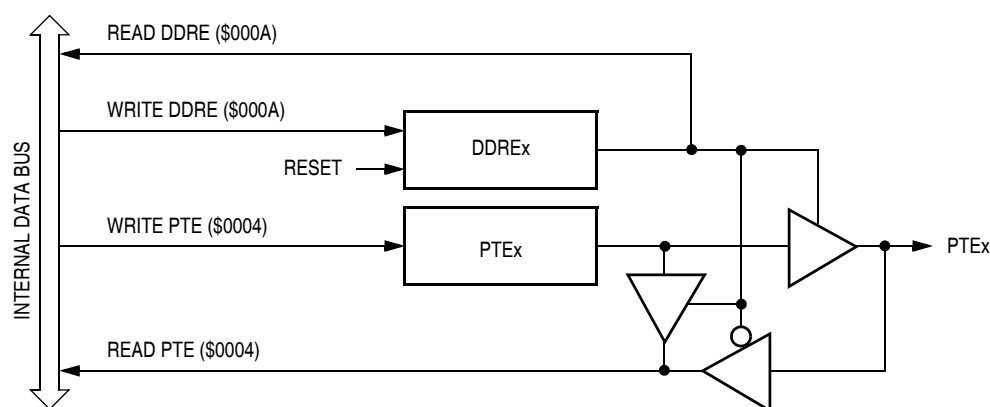 READ DDRE ($000A)
WRITE DDRE ($000A)
DDREx
RESET
WRITE PTE ($0004)
PTEx
PTEx
READ PTE ($0004)
INTERNAL DATA BUS